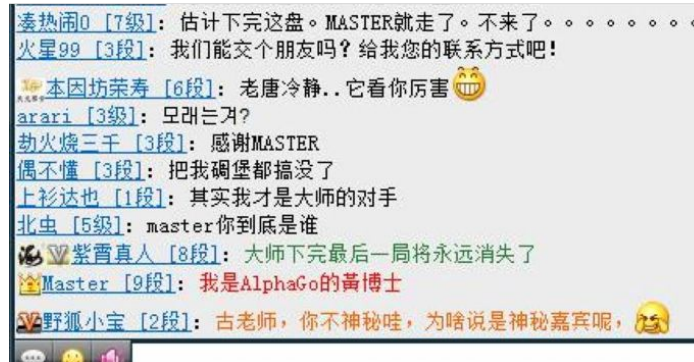 凑热闹0 [7级]: 估计下完这盘。MASTER就走了。不来了。。。。。。。。
火星99 [3段]: 我们能交个朋友吗?给我您的联系方式吧!
本因坊荣寿 [6段]: 老唐冷静..它看你厉害
arari [3级]: 모래는겨?
劫火烧三千 [3段]: 感谢MASTER
偶不懂 [3段]: 把我碉堡都搞没了
上衫达也 [1段]: 其实我才是大师的对手
北虫 [5级]: master你到底是谁
紫霄真人 [8段]: 大师下完最后一局将永远消失了
Master [9段]: 我是AlphaGo的黃博士
野狐小宝 [2段]: 古老师，你不神秘哇，为啥说是神秘嘉宾呢，